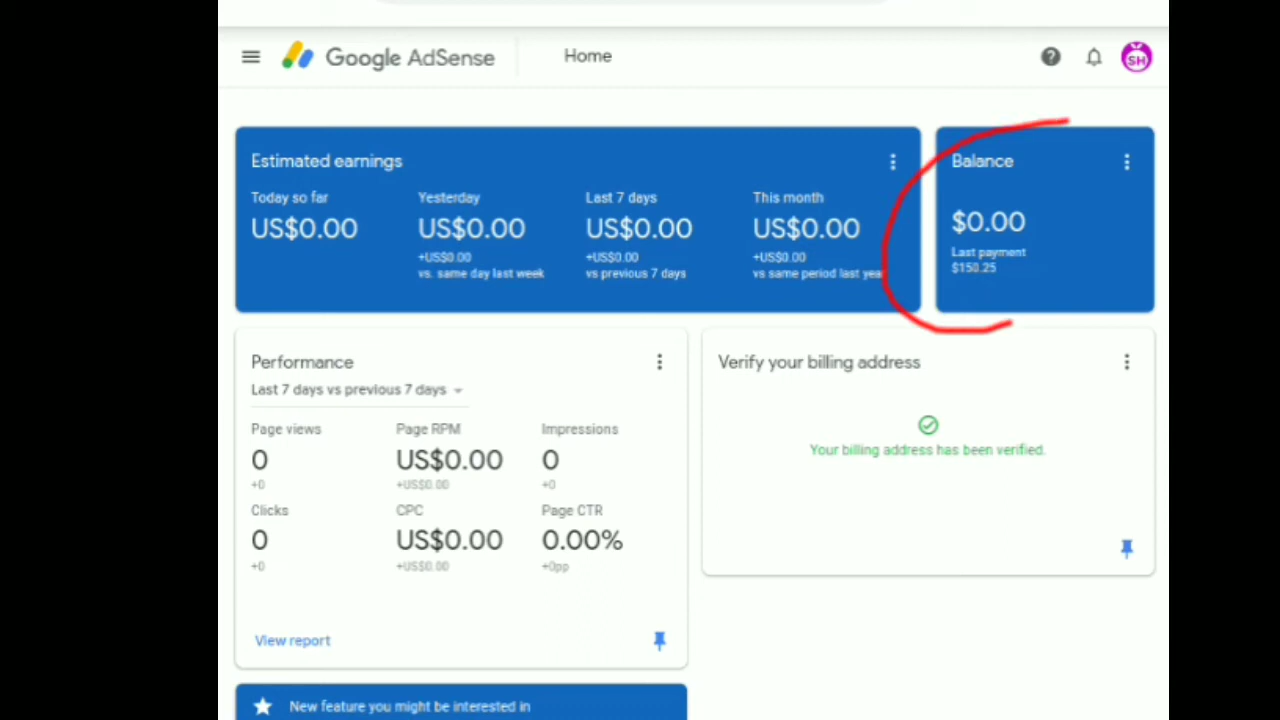 Google AdSense
Home
SH
Estimated earnings
Today so far
US$0.00
Yesterday
US$0.00
+US$0.00
vs. same day last week
Last 7 days
US$0.00
+US$0.00
vs previous 7 days
This month
US$0.00
+US$0.00
vs same period last year
Balance
$0.00
Last payment
$150.25
Performance
Last 7 days vs previous 7 days
Page views
0
+0
Page RPM
US$0.00
+US$0.00
Impressions
0
+0
Clicks
0
+0
CPC
US$0.00
+US$0.00
Page CTR
0.00%
+0pp
View report
Verify your billing address
Your billing address has been verified.
New feature you might be interested in